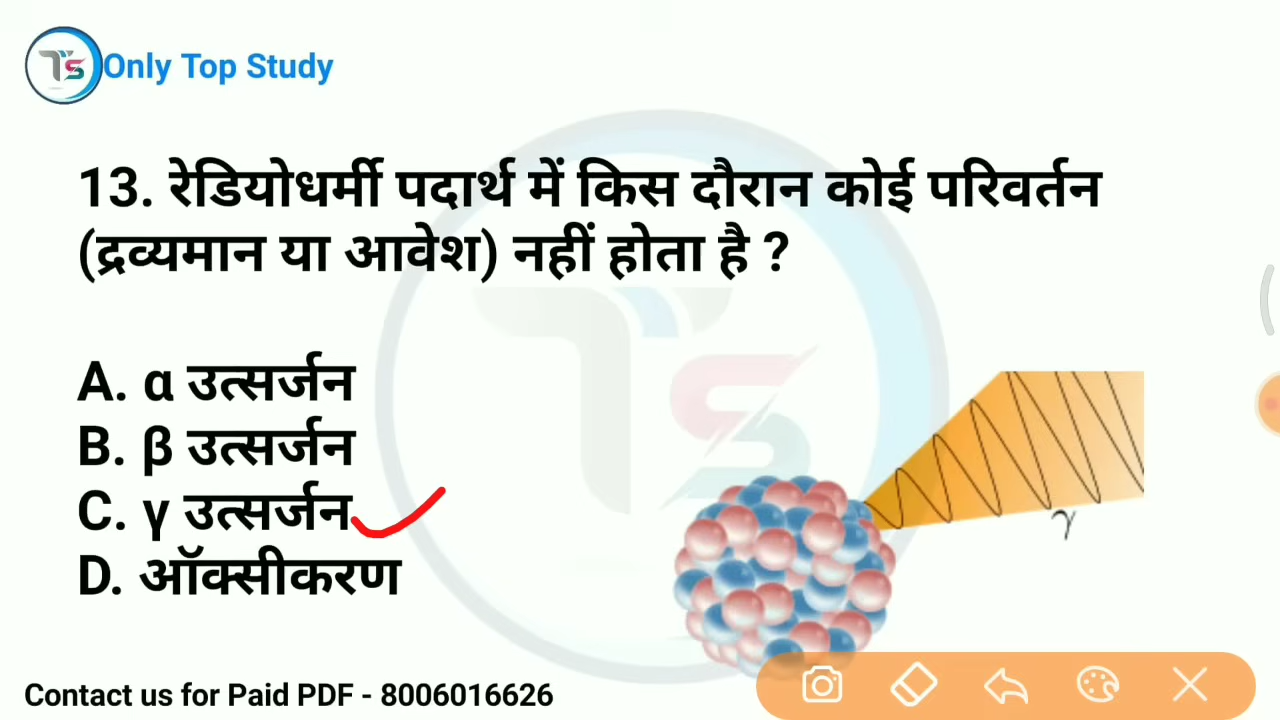 TS Only Top Study
13. रेडियोधर्मी पदार्थ में किस दौरान कोई परिवर्तन
(द्रव्यमान या आवेश) नहीं होता है ?
A. α उत्सर्जन
B. β उत्सर्जन
C. γ उत्सर्जन
D. ऑक्सीकरण
γ
Contact us for Paid PDF - 8006016626